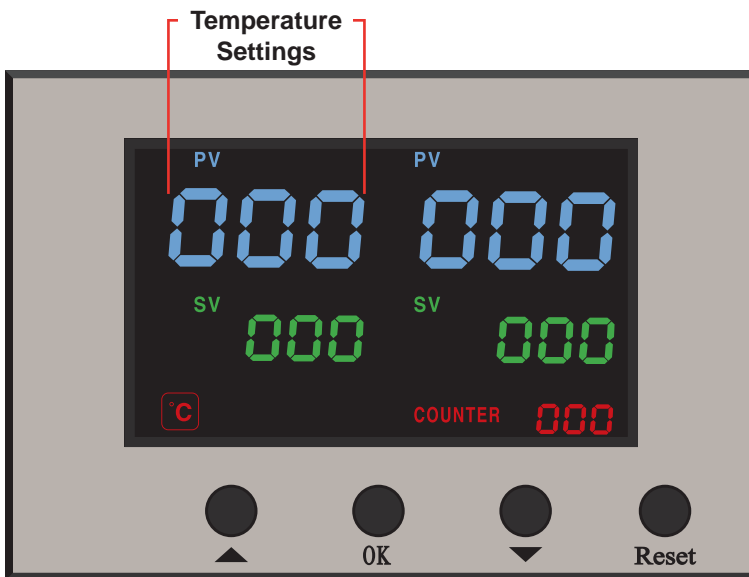 Temperature
Settings
PV PV
000 000
SV SV
000 000
°C COUNTER 000
▲ OK ▼ Reset